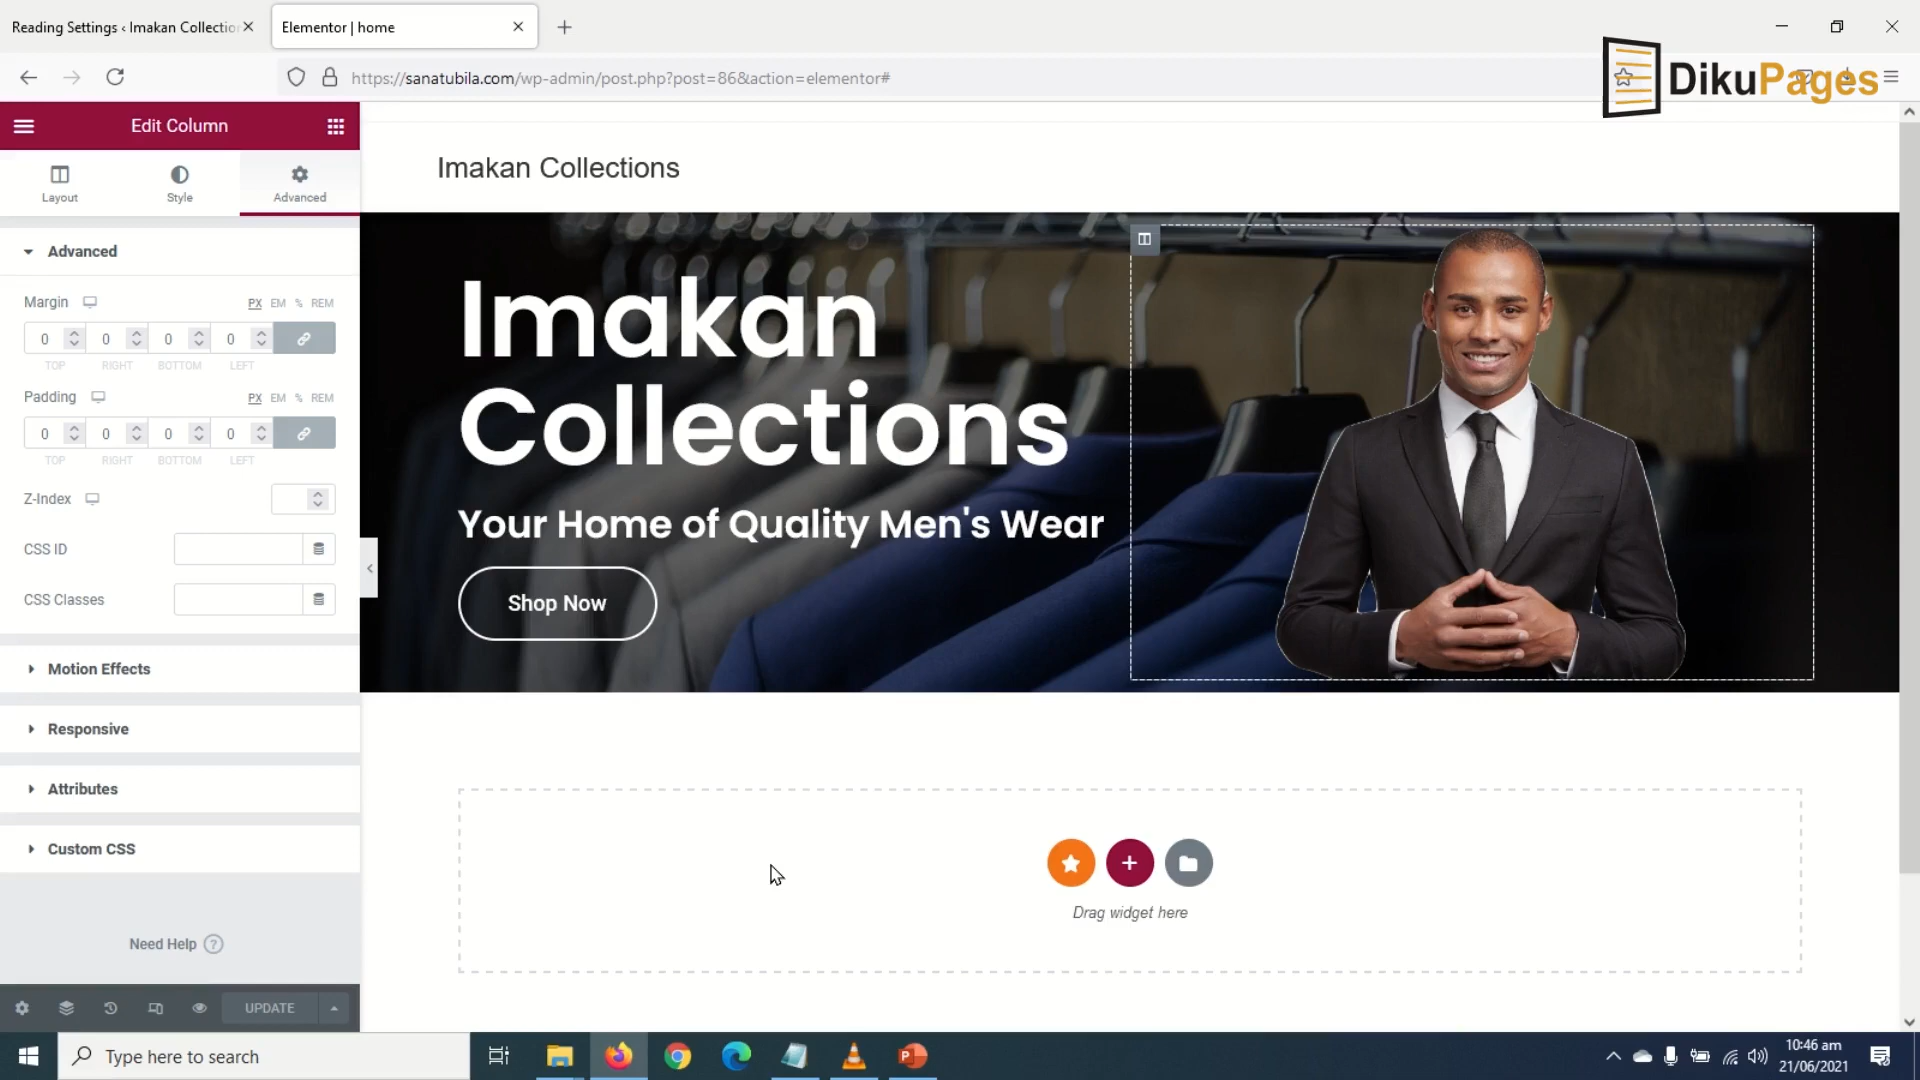 Reading Settings ‹ Imakan Collectio
Elementor | home
https://sanatubila.com/wp-admin/post.php?post=86&action=elementor#
DikuPages
Edit Column
Layout
Style
Advanced
Imakan Collections
Advanced
Margin
PX EM % REM
0 0 0 0
TOP RIGHT BOTTOM LEFT
Padding
PX EM % REM
0 0 0 0
TOP RIGHT BOTTOM LEFT
Z-Index
CSS ID
CSS Classes
Motion Effects
Responsive
Attributes
Custom CSS
Need Help ?
UPDATE
Imakan
Collections
Your Home of Quality Men's Wear
Shop Now
Drag widget here
Type here to search
10:46 am
21/06/2021